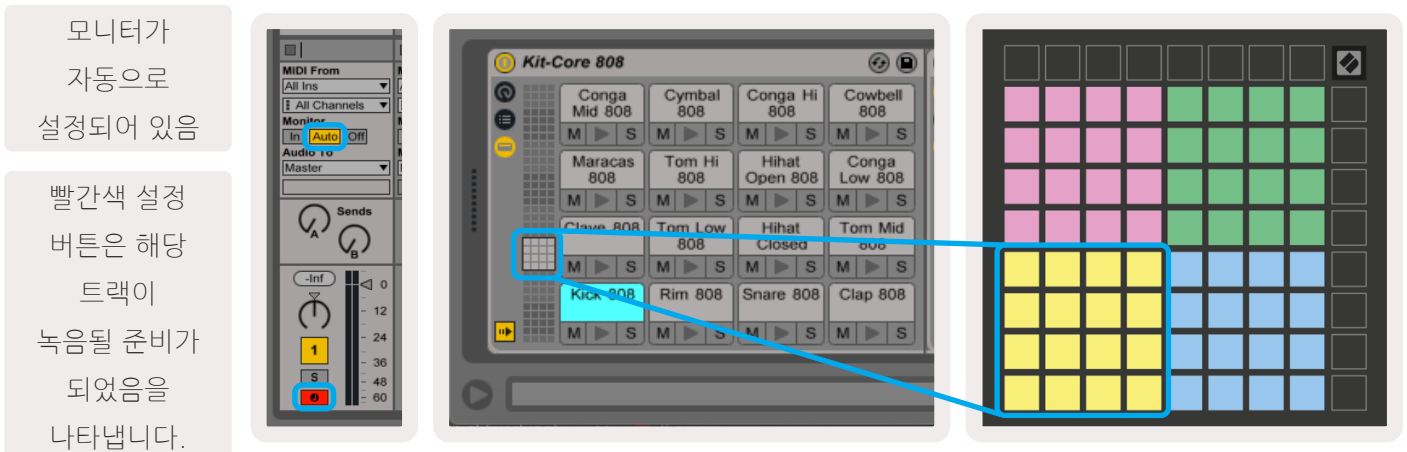 모니터가
자동으로
설정되어 있음
빨간색 설정
버튼은 해당
트랙이
녹음될 준비가
되었음을
나타냅니다.
MIDI From
All Ins
All Channels
Monitor
In Auto Off
Audio To
Master
Sends
A
B
-Inf
0
12
24
1
36
S
48
60
Kit-Core 808
Conga Cymbal Conga Hi Cowbell
Mid 808 808 808 808
M S M S M S M S
Maracas Tom Hi Hihat Conga
808 808 Open 808 Low 808
M S M S M S M S
Clave 808 Tom Low Hihat Tom Mid
808 Closed 808
M S M S M S M S
Kick 808 Rim 808 Snare 808 Clap 808
M S M S M S M S